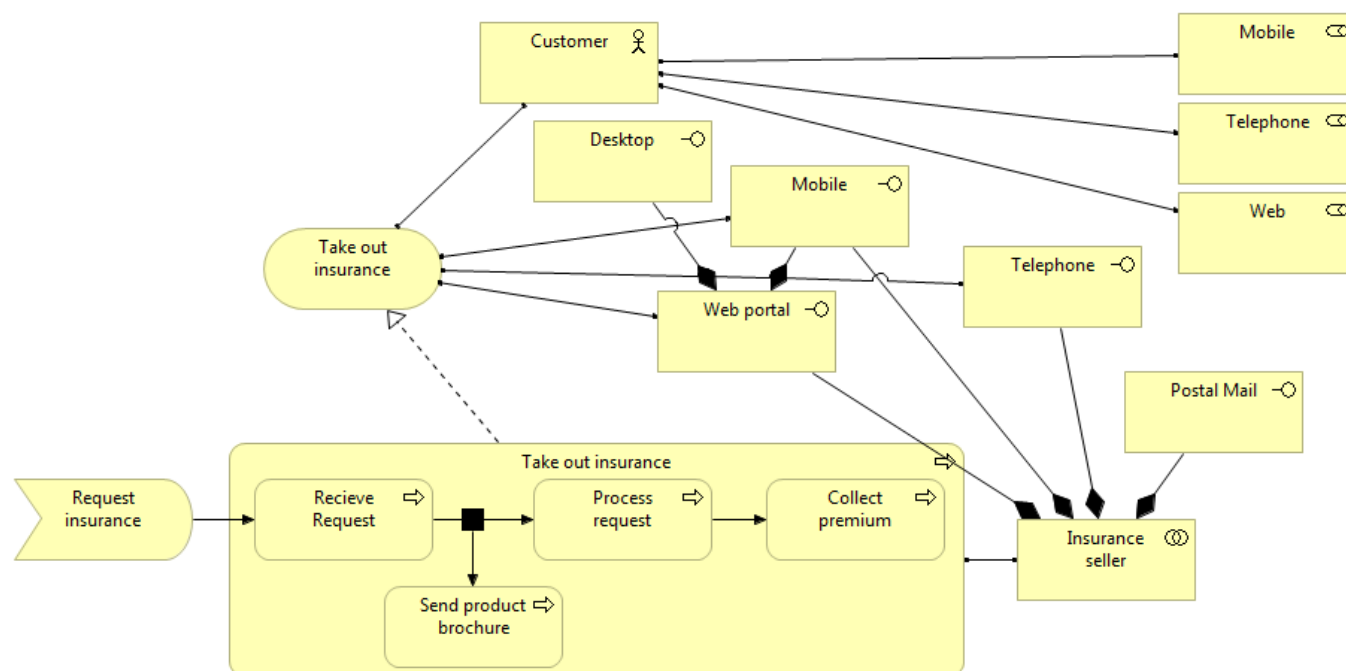 Customer
Mobile
Desktop
Telephone
Mobile
Web
Take out
insurance
Telephone
Web portal
Postal Mail
Take out insurance
Request
insurance
Recieve
Request
Process
request
Collect
premium
Insurance
seller
Send product
brochure